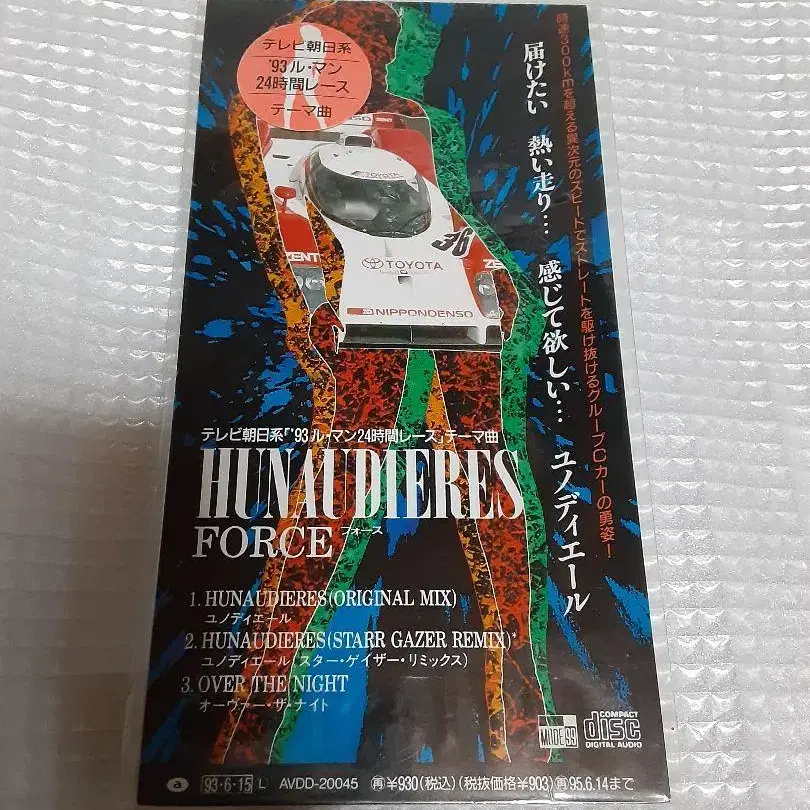 テレビ朝日系
'93 ル・マン
24時間レース
テーマ曲
時速300kmを超える異次元のスピードでストレートを駆け抜けるグループCカーの勇姿！
届けたい 熱い走り… 感じて欲しい… ユノディエール
DENSO
TOYOTA
36
ZENT
TOYOTA
ZENT
NIPPONDENSO
テレビ朝日系「'93ル・マン24時間レース」テーマ曲
HUNAUDIERES
FORCE フォース
1. HUNAUDIERES(ORIGINAL MIX)
ユノディエール
2. HUNAUDIERES(STARR GAZER REMIX)*
ユノディエール(スター・ゲイザー・リミックス)
3. OVER THE NIGHT
オーヴァー・ザ・ナイト
MODE 99
COMPACT
disc
DIGITAL AUDIO
a 93・6・15 L AVDD-20045 再¥930(税込)(税抜価格¥903)再95.6.14まで